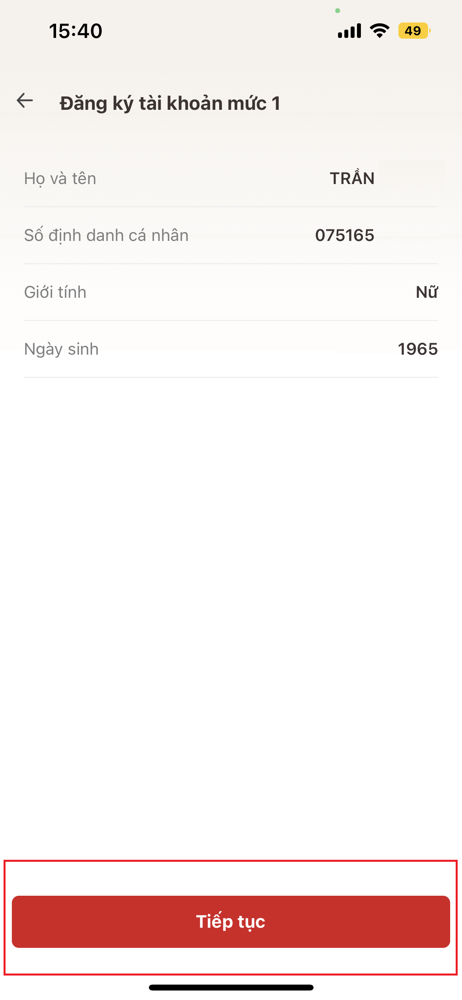 15:40
49
Đăng ký tài khoản mức 1
Họ và tên TRẦN
Số định danh cá nhân 075165
Giới tính Nữ
Ngày sinh 1965
Tiếp tục